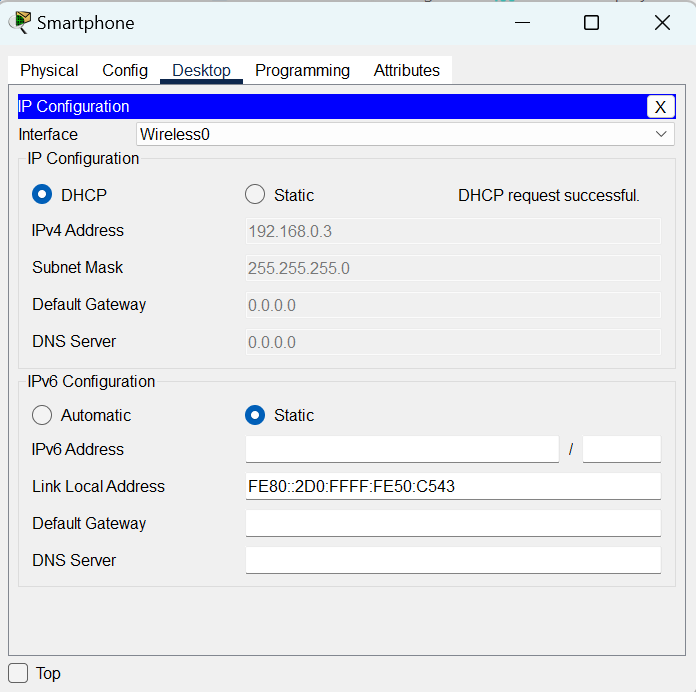 Smartphone
Physical Config Desktop Programming Attributes
IP Configuration X
Interface Wireless0
IP Configuration
DHCP Static DHCP request successful.
IPv4 Address 192.168.0.3
Subnet Mask 255.255.255.0
Default Gateway 0.0.0.0
DNS Server 0.0.0.0
IPv6 Configuration
Automatic Static
IPv6 Address /
Link Local Address FE80::2D0:FFFF:FE50:C543
Default Gateway
DNS Server
Top